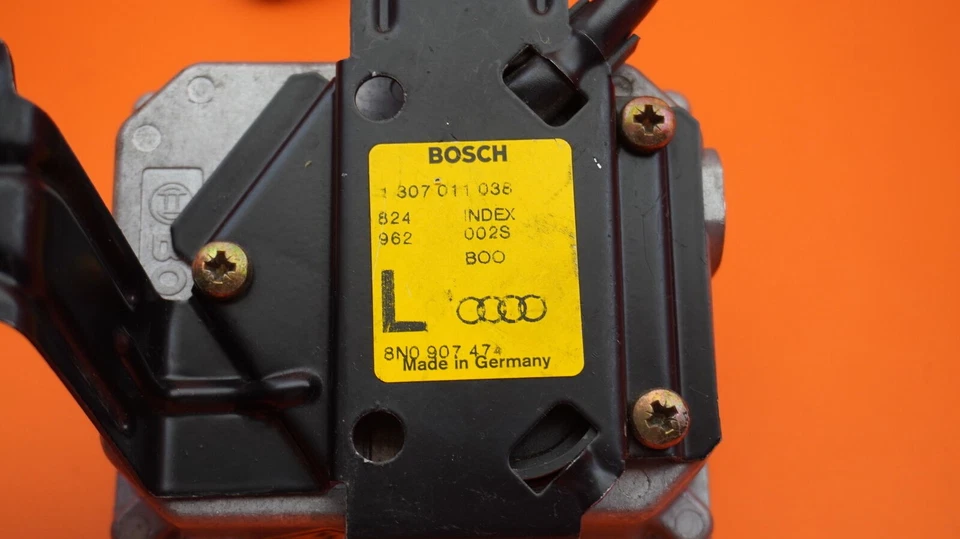 BOSCH
1 307 011 038
824 INDEX
962 002S
BOO
L
8N0 907 474
Made in Germany